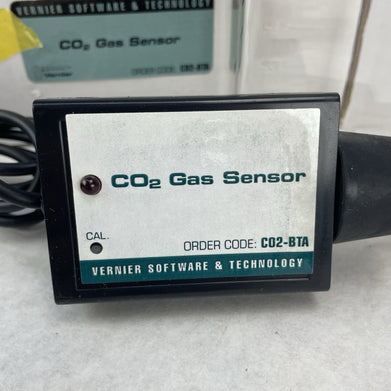 VERNIER SOFTWARE & TECHNOLOGY
CO₂ Gas Sensor
Vernier
ORDER CODE: CO2-BTA
CO₂ Gas Sensor
CAL.
ORDER CODE: CO2-BTA
VERNIER SOFTWARE & TECHNOLOGY